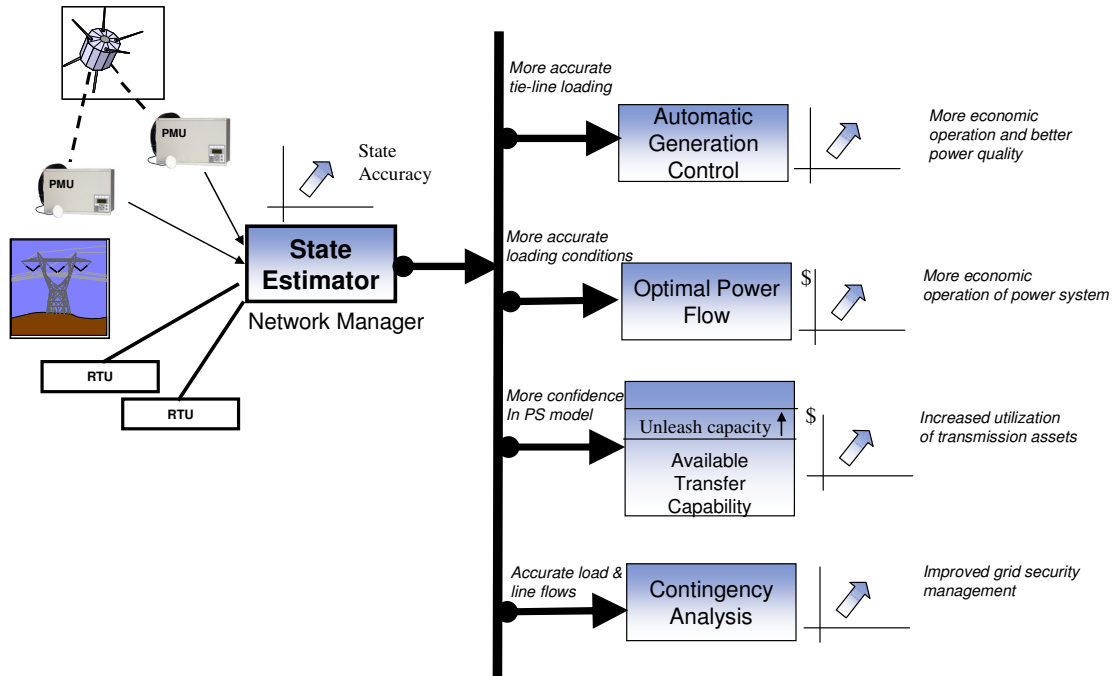 PMU
PMU
State
Accuracy
State
Estimator
Network Manager
RTU
RTU
More accurate
tie-line loading
Automatic
Generation
Control
More economic
operation and better
power quality
More accurate
loading conditions
Optimal Power
Flow
$
More economic
operation of power system
More confidence
In PS model
Unleash capacity
Available
Transfer
Capability
$
Increased utilization
of transmission assets
Accurate load &
line flows
Contingency
Analysis
Improved grid security
management